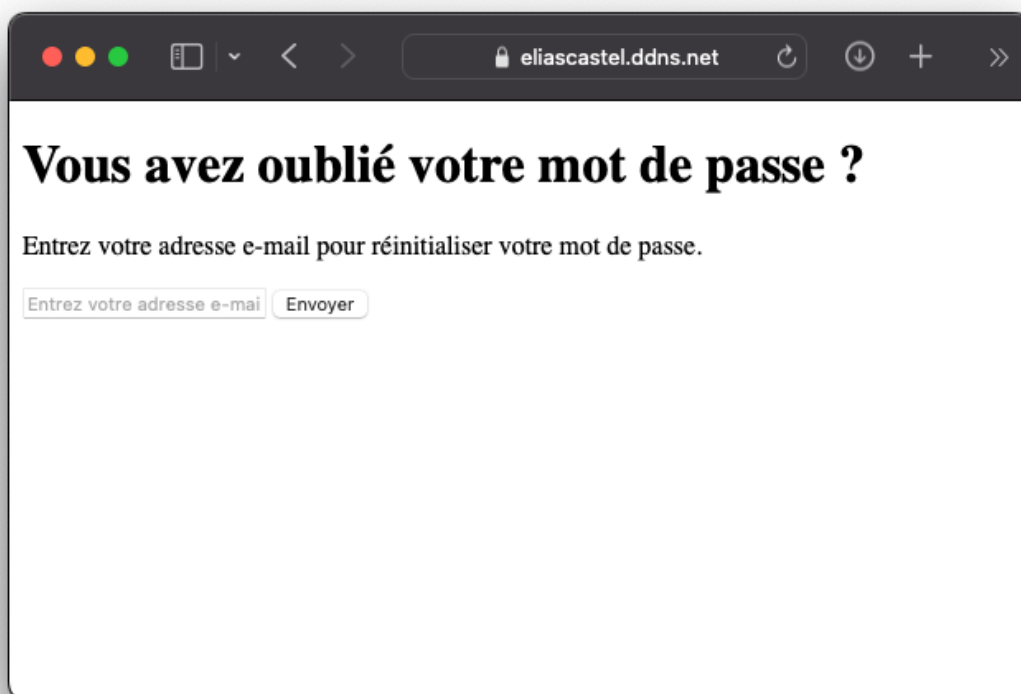 eliascastel.ddns.net
Vous avez oublié votre mot de passe ?
Entrez votre adresse e-mail pour réinitialiser votre mot de passe.
Entrez votre adresse e-mai Envoyer